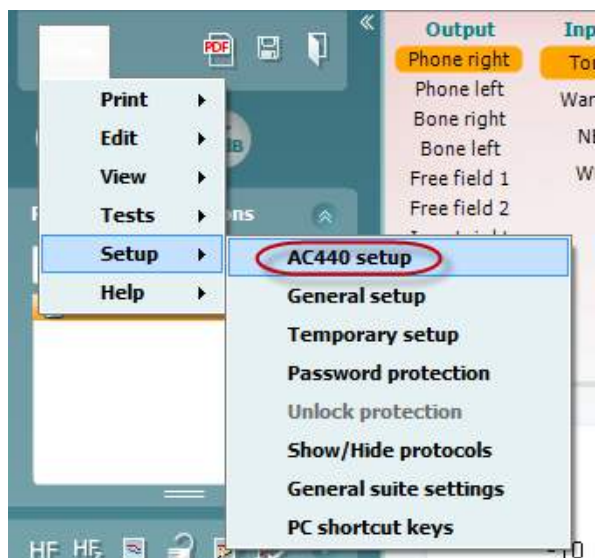 PDF
Output
Phone right
Phone left
Bone right
Bone left
Free field 1
Free field 2
Print
Edit
View
Tests
Setup
Help
AC440 setup
General setup
Temporary setup
Password protection
Unlock protection
Show/Hide protocols
General suite settings
PC shortcut keys
HF
-10